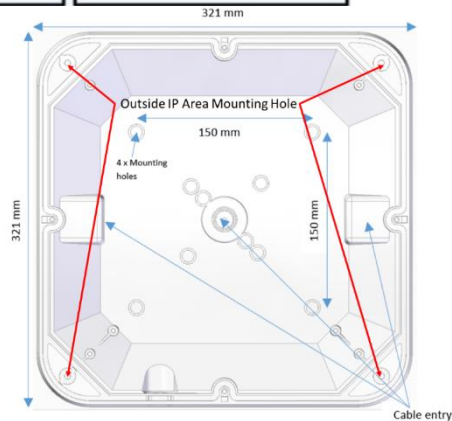 321 mm
Outside IP Area Mounting Hole
150 mm
4 x Mounting
holes
321 mm
150 mm
Cable entry